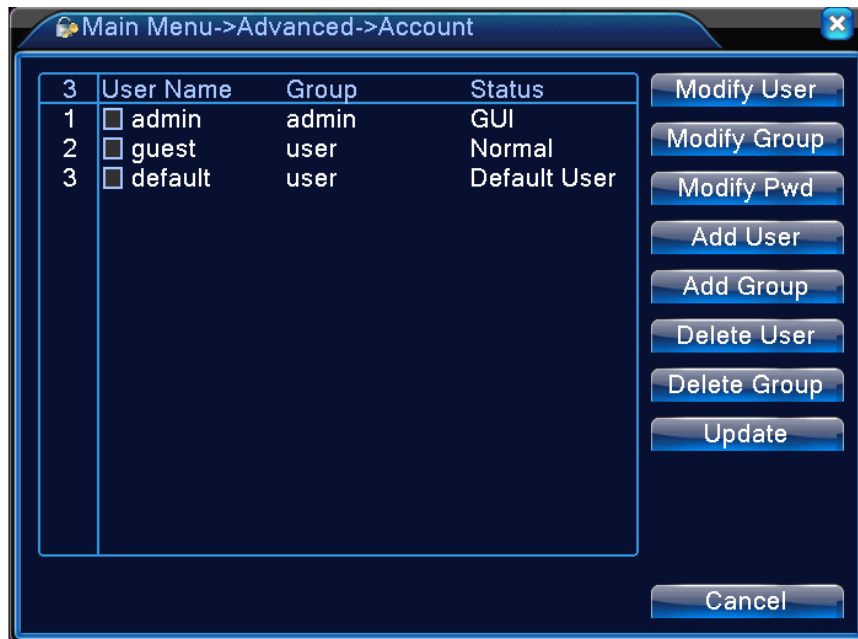 Main Menu->Advanced->Account
3 User Name Group Status
1 admin admin GUI
2 guest user Normal
3 default user Default User
Modify User
Modify Group
Modify Pwd
Add User
Add Group
Delete User
Delete Group
Update
Cancel